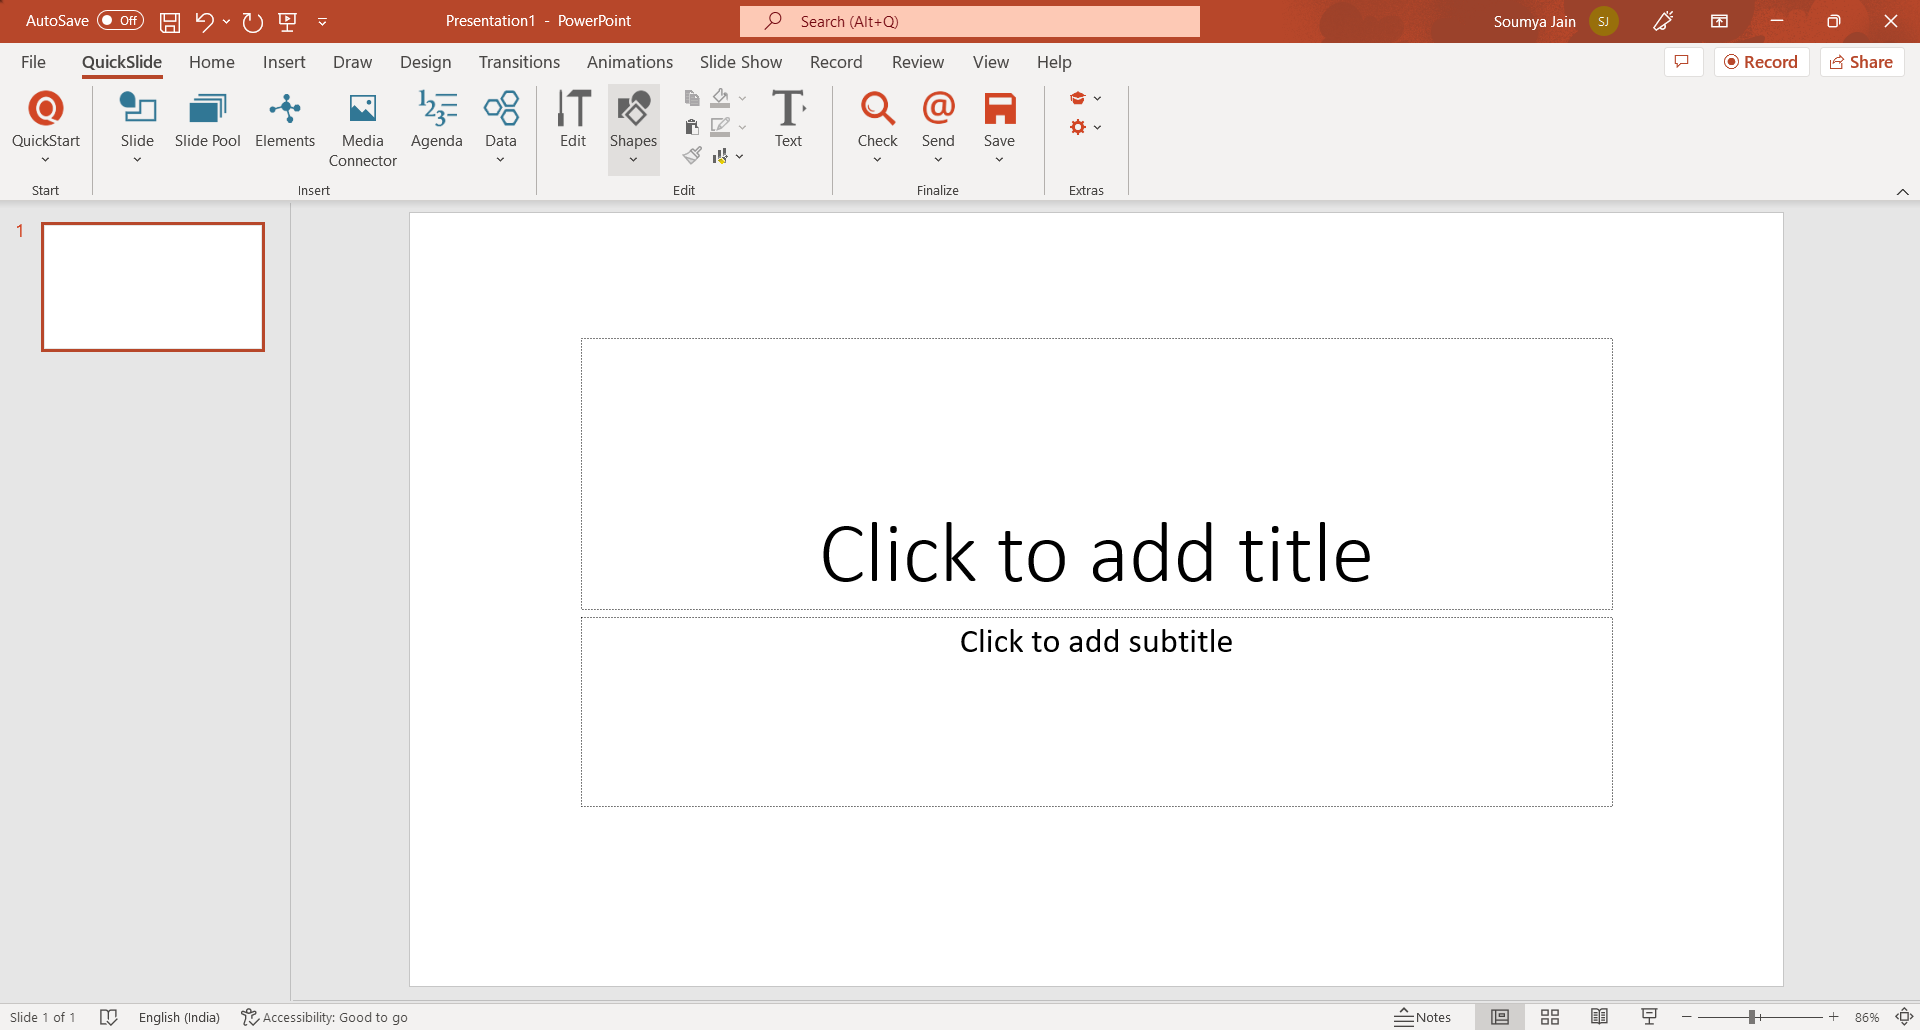 AutoSave Off Presentation1 - PowerPoint Search (Alt+Q) Soumya Jain SJ
File QuickSlide Home Insert Draw Design Transitions Animations Slide Show Record Review View Help Record Share
QuickStart Slide Slide Pool Elements Media Connector Agenda Data Edit Shapes Text Check Send Save
Start Insert Edit Finalize Extras
1
Click to add title
Click to add subtitle
Slide 1 of 1 English (India) Accessibility: Good to go Notes 86%